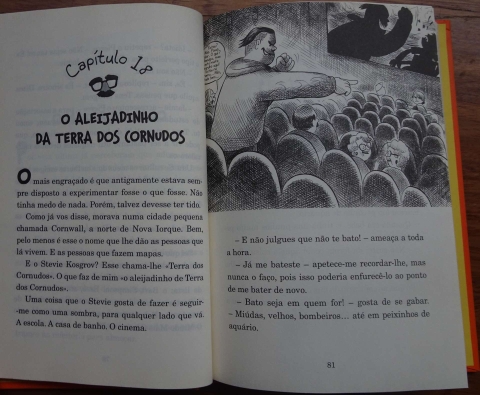 Capítulo 18
O ALEIJADINHO
DA TERRA DOS CORNUDOS
O mais engraçado é que antigamente estava sem-
pre disposto a experimentar fosse o que fosse. Não
tinha medo de nada. Porém, talvez devesse ter tido.
Como já vos disse, morava numa cidade pequena
chamada Cornwall, a norte de Nova Iorque. Bem,
pelo menos é esse o nome que lhe dão as pessoas que
lá vivem. E as pessoas que fazem mapas.
E o Stevie Kosgrov? Esse chama-lhe «Terra dos
Cornudos». O que faz de mim «o aleijadinho de Terra
dos Cornudos».
Uma coisa que o Stevie gosta de fazer é seguir-
-me como uma sombra, para qualquer lado que vá.
A escola. A casa de banho. O cinema.
– E não julgues que não te bato! – ameaça a toda
a hora.
– Já me bateste – apetece-me recordar-lhe, mas
nunca o faço, pois isso poderia enfurecê-lo ao ponto
de me bater de novo.
– Bato seja em quem for! – gosta de se gabar.
– Miúdas, velhos, bombeiros… até em peixinhos de
aquário.
81